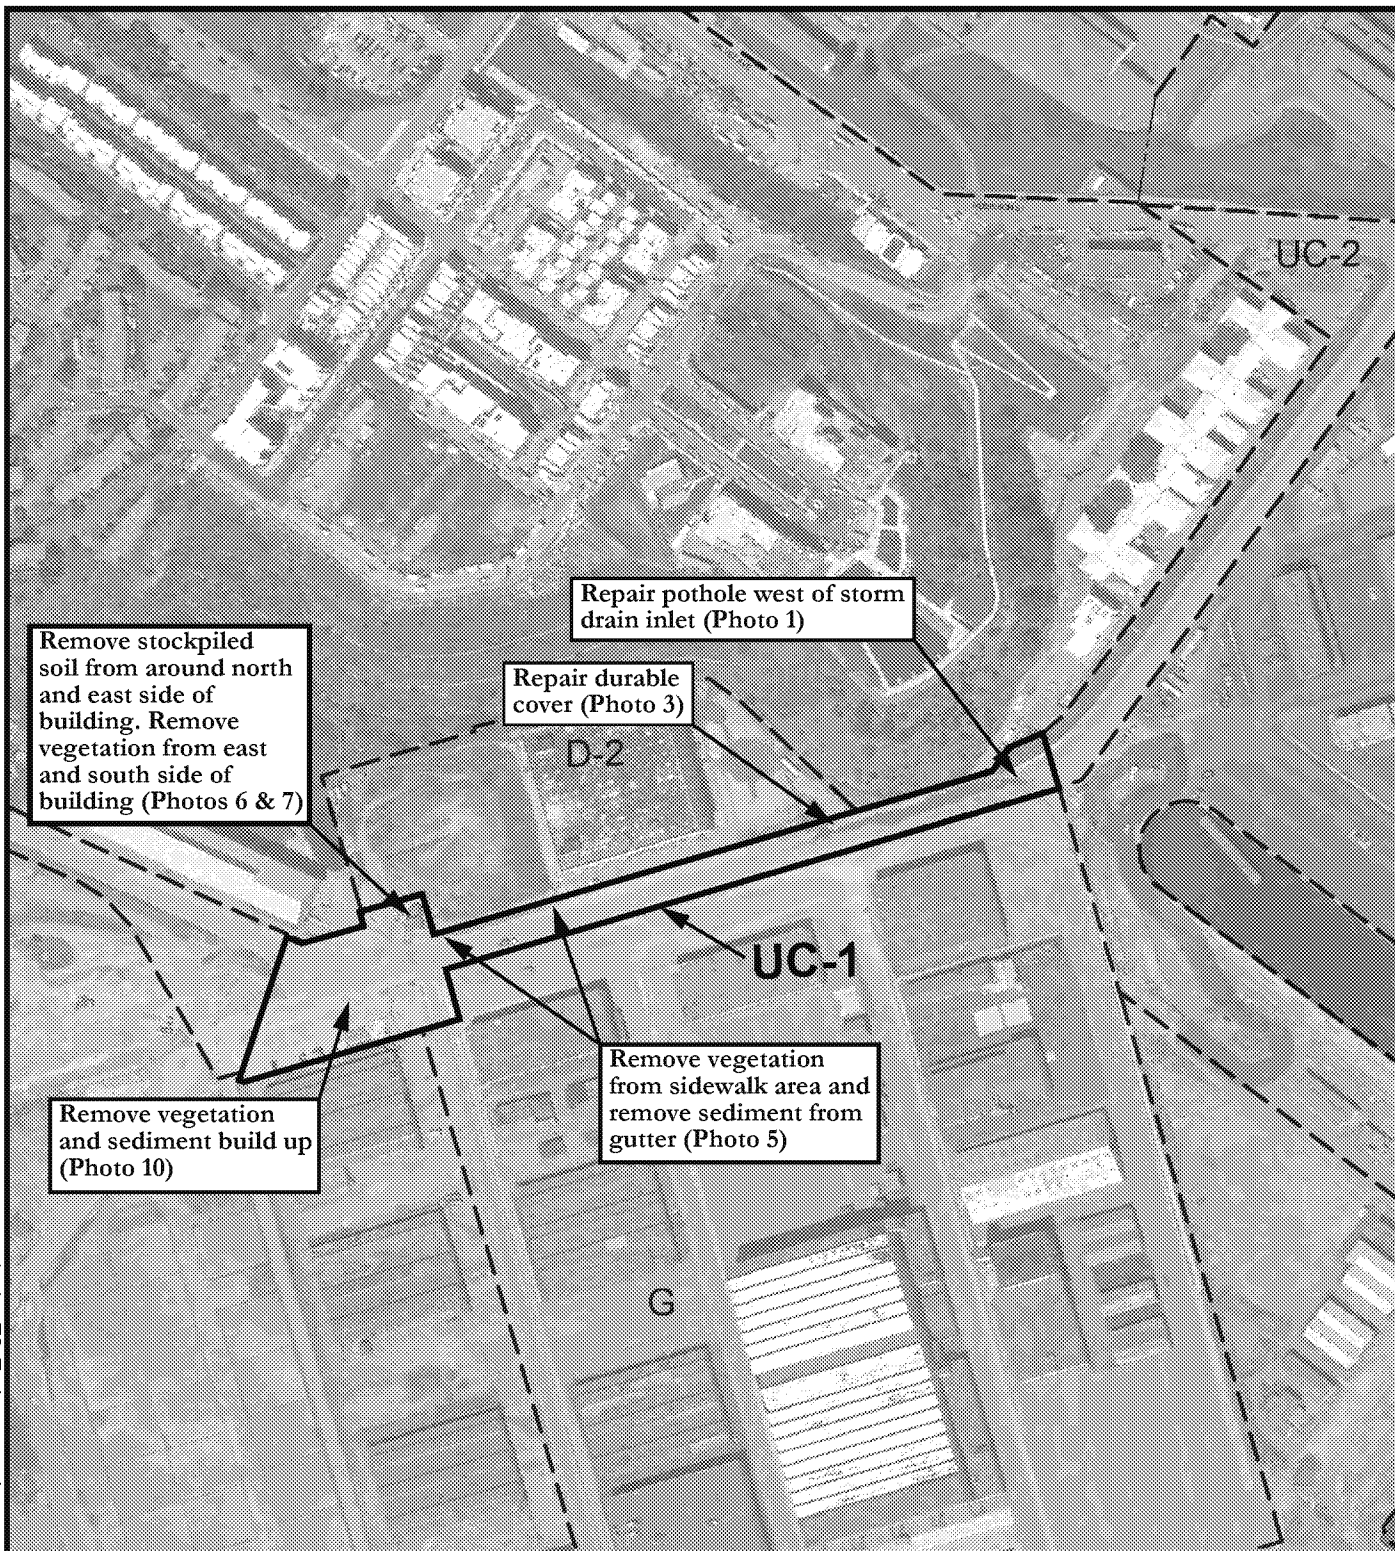 UC-2
Repair pothole west of storm
drain inlet (Photo 1)
Remove stockpiled
soil from around north
and east side of
building. Remove
vegetation from east
and south side of
building (Photos 6 & 7)
Repair durable
cover (Photo 3)
D-2
UC-1
Remove vegetation
from sidewalk area and
remove sediment from
gutter (Photo 5)
Remove vegetation
and sediment build up
(Photo 10)
G